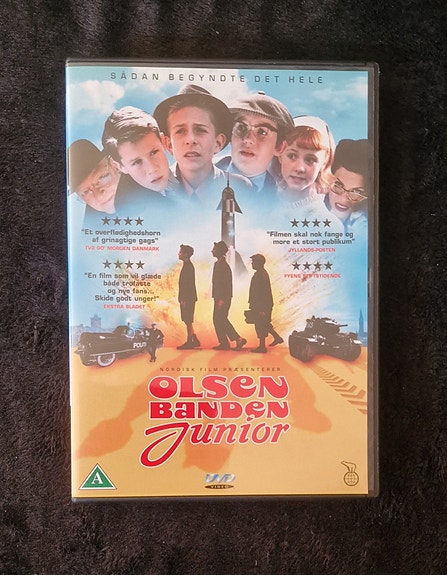 SÅDAN BEGYNDTE DET HELE
"Et overflødighedshorn
af grinagtige gags"
TV2 GO' MORGEN DANMARK
"Filmen skal nok fange og
more et stort publikum"
JYLLANDS-POSTEN
"En film som vil glæde
både trofaste
og nye fans...
Skide godt unger!"
EKSTRA BLADET
FYENS STIFTSTIDENDE
POLITI
NORDISK FILM PRÆSENTERER
OLSEN
BANDEN
Junior
A
DVD
VIDEO